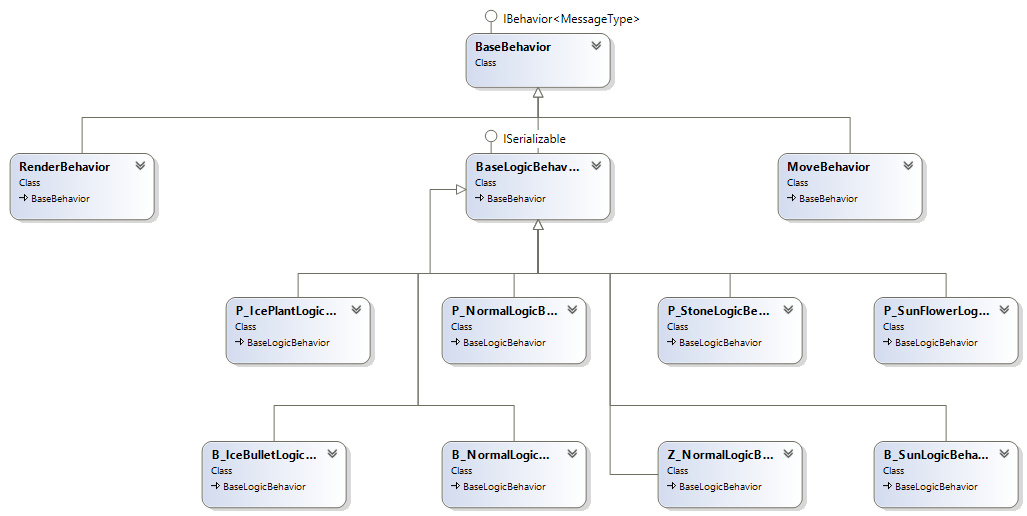 IBehavior<MessageType>
BaseBehavior
Class
RenderBehavior
Class
BaseBehavior
ISerializable
BaseLogicBehav...
Class
BaseBehavior
MoveBehavior
Class
BaseBehavior
P_IcePlantLogic...
Class
BaseLogicBehavior
P_NormalLogicB...
Class
BaseLogicBehavior
P_StoneLogicBe...
Class
BaseLogicBehavior
P_SunFlowerLog...
Class
BaseLogicBehavior
B_IceBulletLogic...
Class
BaseLogicBehavior
B_NormalLogic...
Class
BaseLogicBehavior
Z_NormalLogicB...
Class
BaseLogicBehavior
B_SunLogicBeha...
Class
BaseLogicBehavior